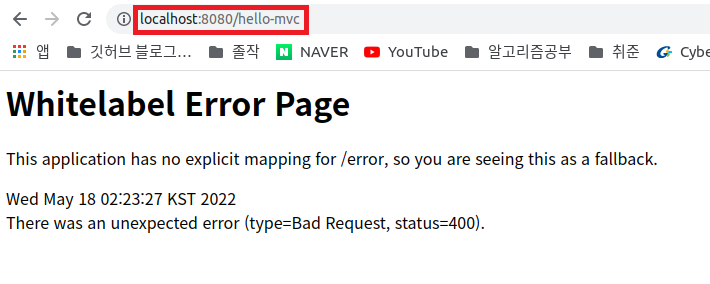 localhost:8080/hello-mvc
앱 깃허브 블로그... 졸작 NAVER YouTube 알고리즘공부 취준 Cybe
Whitelabel Error Page
This application has no explicit mapping for /error, so you are seeing this as a fallback.
Wed May 18 02:23:27 KST 2022
There was an unexpected error (type=Bad Request, status=400).